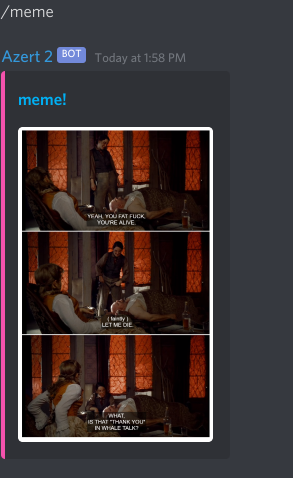 /meme
Azert 2 BOT Today at 1:58 PM
meme!
YEAH, YOU FAT FUCK,
YOU'RE ALIVE.
( faintly )
LET ME DIE.
WHAT,
IS THAT "THANK YOU"
IN WHALE TALK?